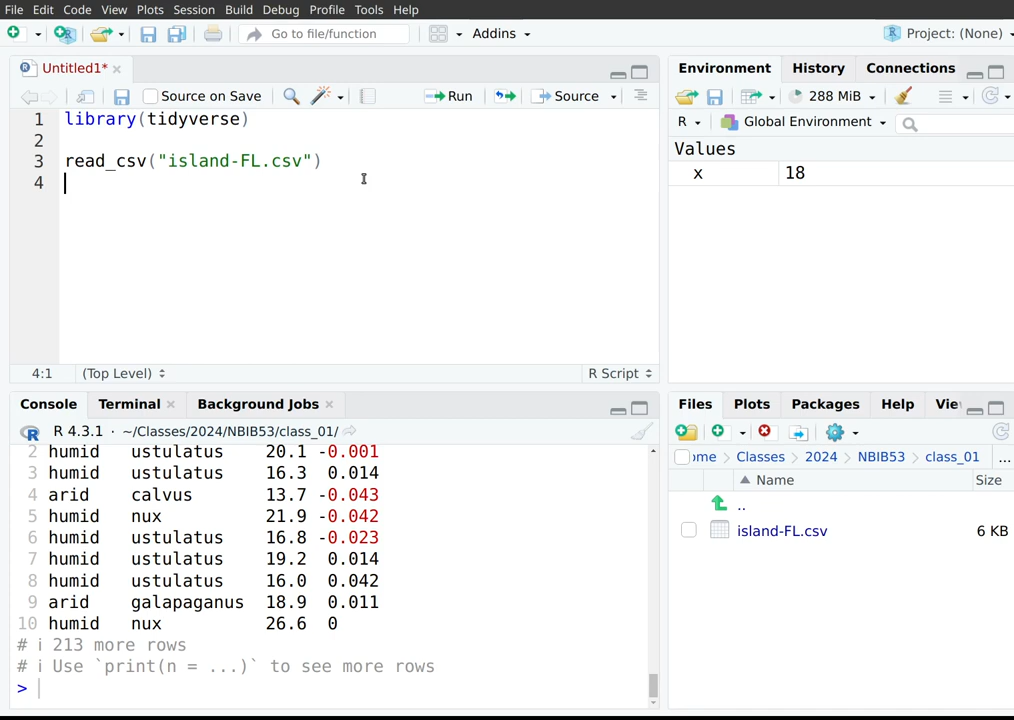 File Edit Code View Plots Session Build Debug Profile Tools Help
Go to file/function Addins Project: (None)
Untitled1*
Source on Save Run Source
1 library(tidyverse)
2
3 read_csv("island-FL.csv")
4
4:1 (Top Level) R Script
Console Terminal Background Jobs
R 4.3.1 · ~/Classes/2024/NBIB53/class_01/
2 humid ustulatus 20.1 -0.001
3 humid ustulatus 16.3 0.014
4 arid calvus 13.7 -0.043
5 humid nux 21.9 -0.042
6 humid ustulatus 16.8 -0.023
7 humid ustulatus 19.2 0.014
8 humid ustulatus 16.0 0.042
9 arid galapaganus 18.9 0.011
10 humid nux 26.6 0
# i 213 more rows
# i Use `print(n = ...)` to see more rows
>
Environment History Connections
288 MiB
R Global Environment
Values
x 18
Files Plots Packages Help Vie
ome Classes 2024 NBIB53 class_01 ...
Name Size
..
island-FL.csv 6 KB